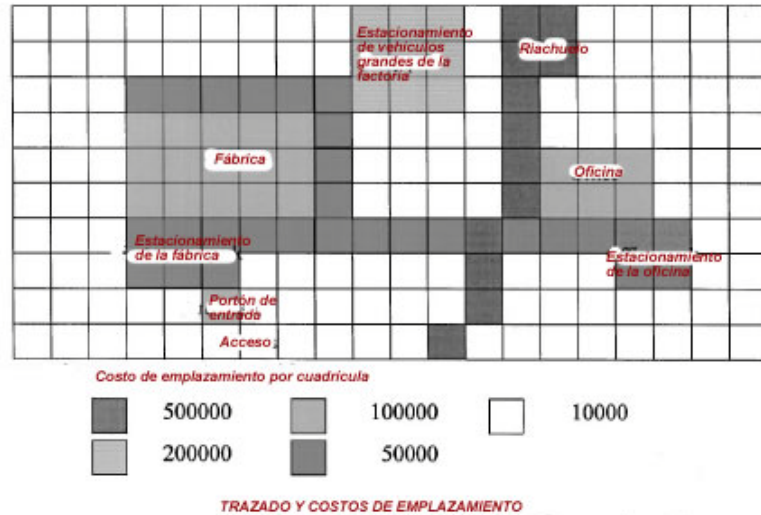 Estacionamiento
de vehículos
grandes de la
factoría
Riachuelo
Fábrica
Oficina
Estacionamiento
de la fábrica
Estacionamiento
de la oficina
Portón de
entrada
Acceso
Costo de emplazamiento por cuadrícula
500000
100000
10000
200000
50000
TRAZADO Y COSTOS DE EMPLAZAMIENTO